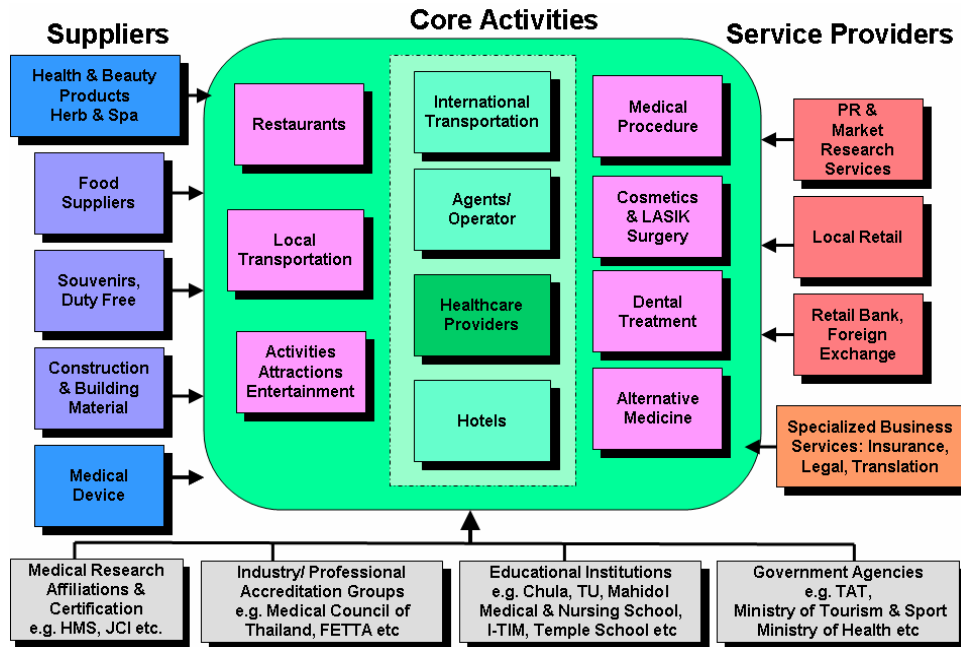 Suppliers
Core Activities
Service Providers
Health & Beauty
Products
Herb & Spa
Food
Suppliers
Souvenirs,
Duty Free
Construction
& Building
Material
Medical
Device
Restaurants
Local
Transportation
Activities
Attractions
Entertainment
International
Transportation
Agents/
Operator
Healthcare
Providers
Hotels
Medical
Procedure
Cosmetics
& LASIK
Surgery
Dental
Treatment
Alternative
Medicine
PR &
Market
Research
Services
Local Retail
Retail Bank,
Foreign
Exchange
Specialized Business
Services: Insurance,
Legal, Translation
Medical Research
Affiliations &
Certification
e.g. HMS, JCI etc.
Industry/ Professional
Accreditation Groups
e.g. Medical Council of
Thailand, FETTA etc
Educational Institutions
e.g. Chula, TU, Mahidol
Medical & Nursing School,
I-TIM, Temple School etc
Government Agencies
e.g. TAT,
Ministry of Tourism & Sport
Ministry of Health etc